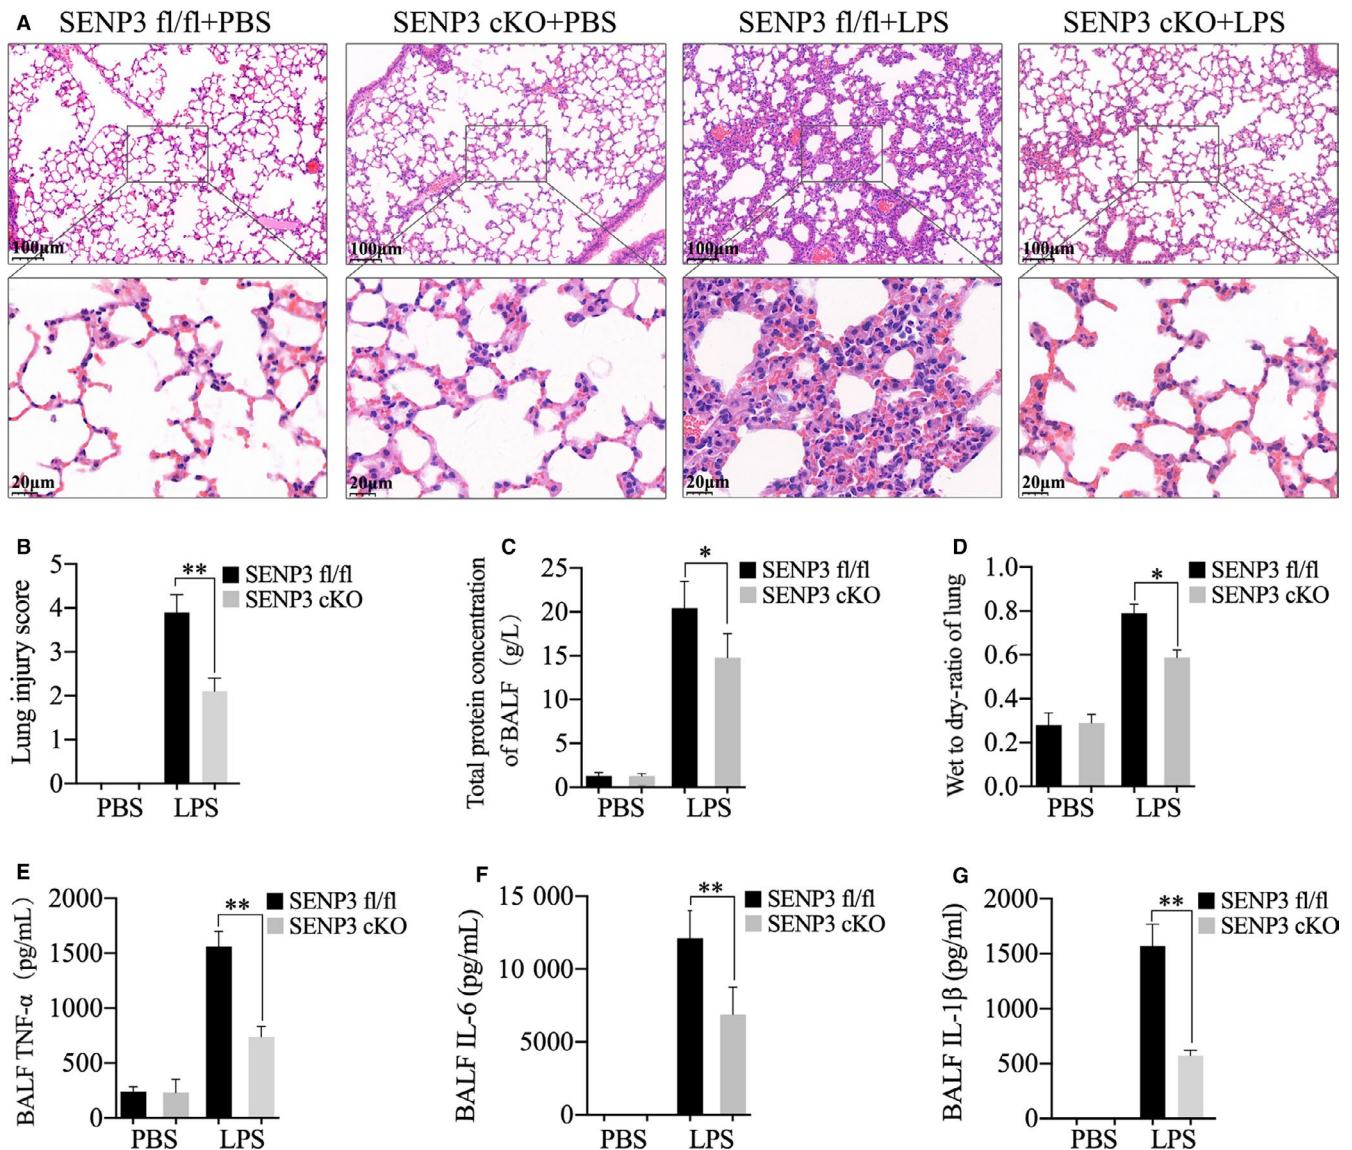 A
SENP3 fl/fl+PBS
SENP3 cKO+PBS
SENP3 fl/fl+LPS
SENP3 cKO+LPS
100μm
100μm
100μm
100μm
20μm
20μm
20μm
20μm
B
Lung injury score
5
4
3
2
1
0
**
SENP3 fl/fl
SENP3 cKO
PBS
LPS
C
Total protein concentration
of BALF (g/L)
25
20
15
10
5
0
*
SENP3 fl/fl
SENP3 cKO
PBS
LPS
D
Wet to dry-ratio of lung
1.0
0.8
0.6
0.4
0.2
0.0
*
SENP3 fl/fl
SENP3 cKO
PBS
LPS
E
BALF TNF-α (pg/mL)
2000
1500
1000
500
0
**
SENP3 fl/fl
SENP3 cKO
PBS
LPS
F
BALF IL-6 (pg/mL)
15 000
10 000
5000
0
**
SENP3 fl/fl
SENP3 cKO
PBS
LPS
G
BALF IL-1β (pg/ml)
2000
1500
1000
500
0
**
SENP3 fl/fl
SENP3 cKO
PBS
LPS